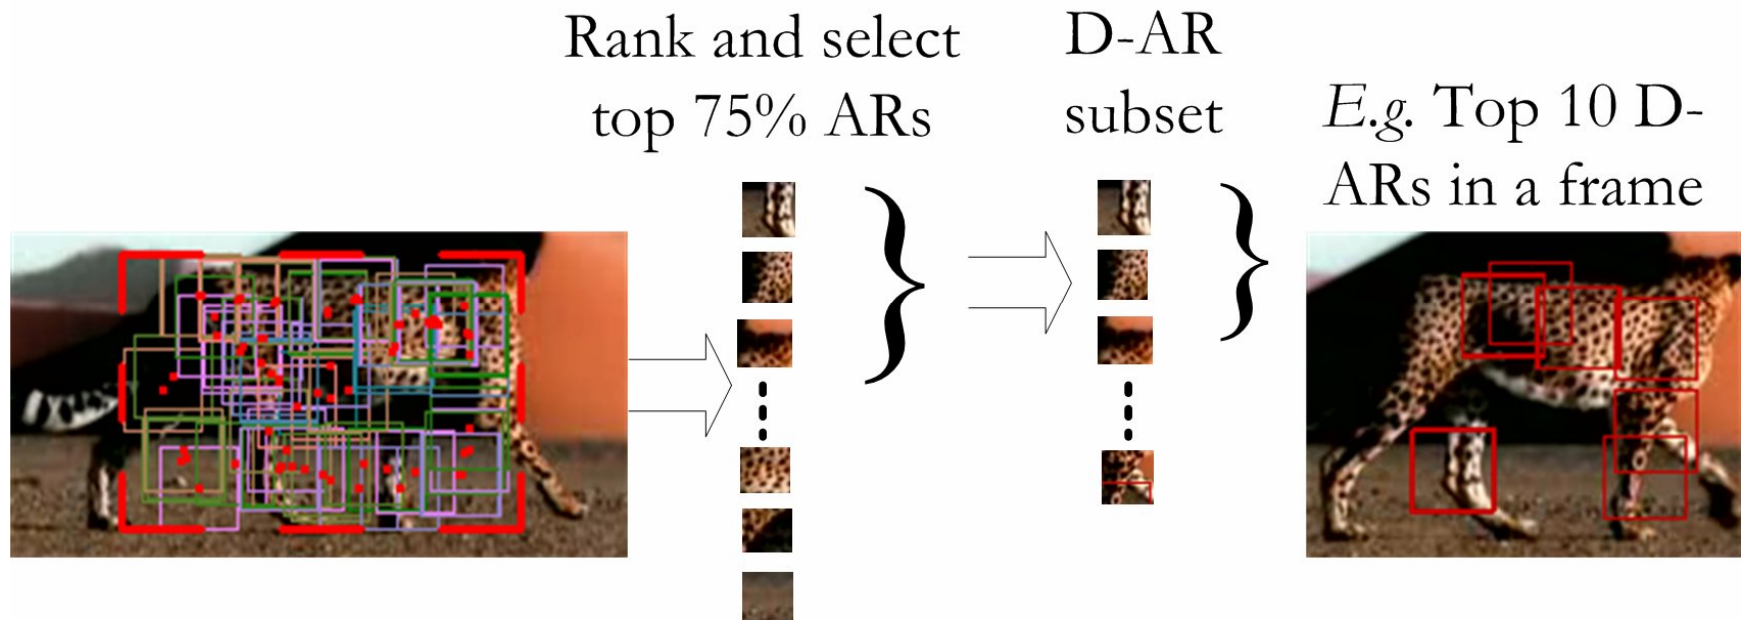 Rank and select
top 75% ARs
D-AR
subset
E.g. Top 10 D-
ARs in a frame